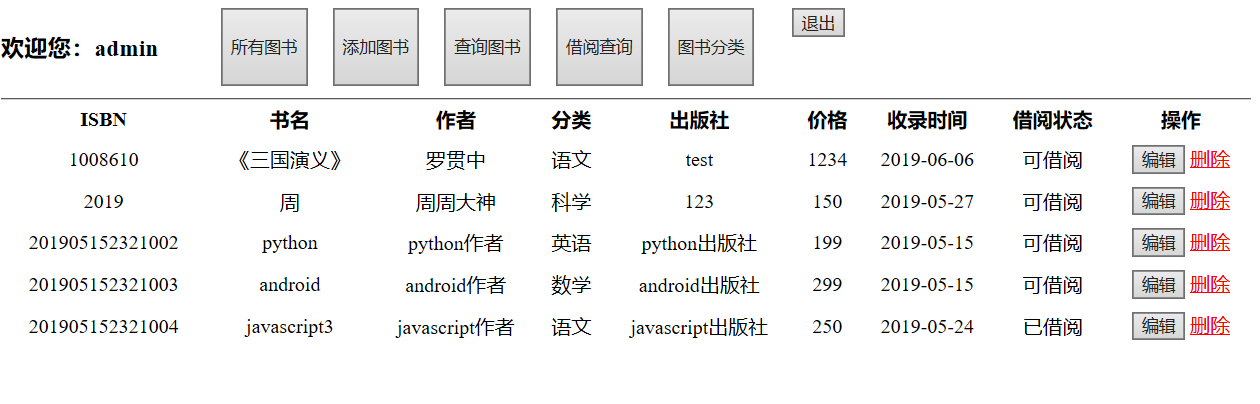 欢迎您：admin 所有图书 添加图书 查询图书 借阅查询 图书分类 退出
ISBN 书名 作者 分类 出版社 价格 收录时间 借阅状态 操作
1008610 《三国演义》 罗贯中 语文 test 1234 2019-06-06 可借阅 编辑 删除
2019 周 周周大神 科学 123 150 2019-05-27 可借阅 编辑 删除
201905152321002 python python作者 英语 python出版社 199 2019-05-15 可借阅 编辑 删除
201905152321003 android android作者 数学 android出版社 299 2019-05-15 可借阅 编辑 删除
201905152321004 javascript3 javascript作者 语文 javascript出版社 250 2019-05-24 已借阅 编辑 删除